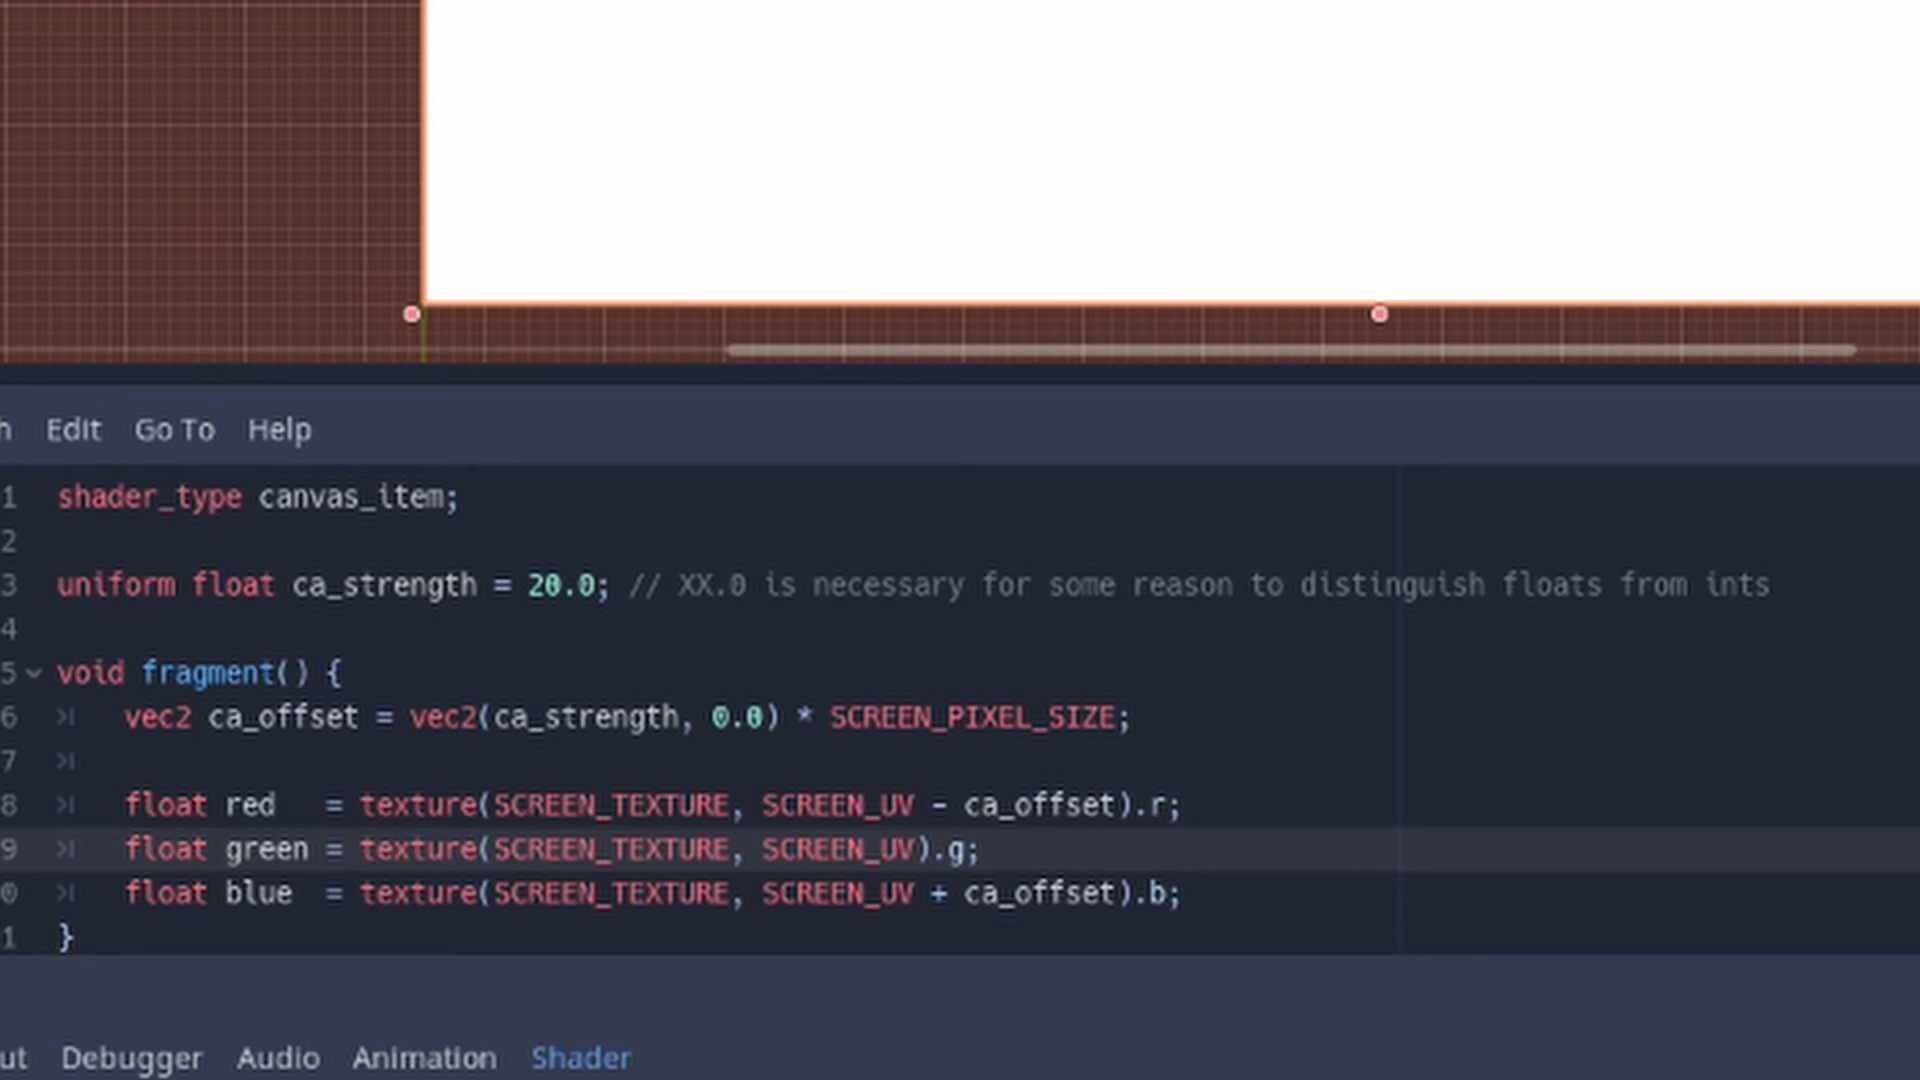 Edit Go To Help
1 shader_type canvas_item;
2
3 uniform float ca_strength = 20.0; // XX.0 is necessary for some reason to distinguish floats from ints
4
5 void fragment() {
6 vec2 ca_offset = vec2(ca_strength, 0.0) * SCREEN_PIXEL_SIZE;
7
8 float red   = texture(SCREEN_TEXTURE, SCREEN_UV - ca_offset).r;
9 float green = texture(SCREEN_TEXTURE, SCREEN_UV).g;
0 float blue  = texture(SCREEN_TEXTURE, SCREEN_UV + ca_offset).b;
1 }
Debugger Audio Animation Shader